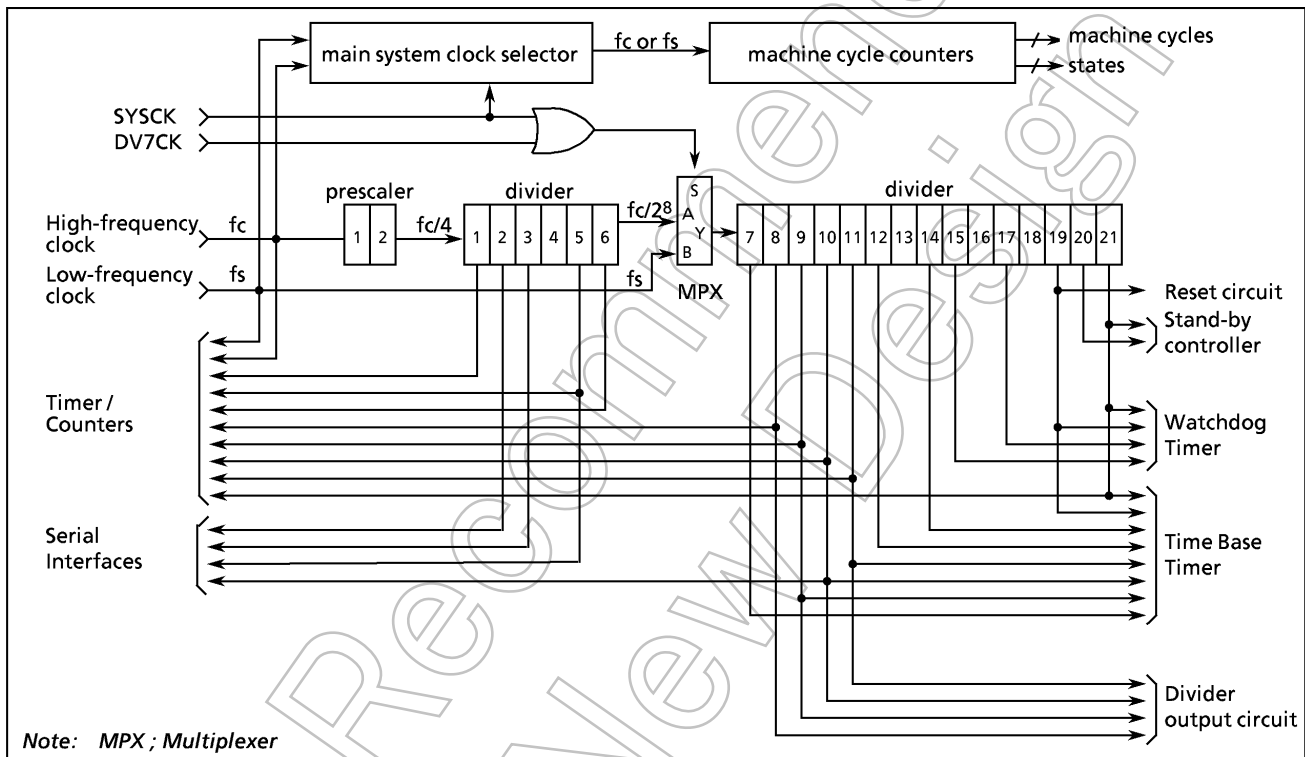 main system clock selector
fc or fs
machine cycle counters
machine cycles
states
SYSCK
DV7CK
prescaler
divider
divider
High-frequency
clock
fc
1 2
fc/4
1 2 3 4 5 6
fc/2⁸
S
A
Y
B
MPX
7 8 9 10 11 12 13 14 15 16 17 18 19 20 21
Low-frequency
clock
fs
fs
Reset circuit
Stand-by
controller
Timer /
Counters
Watchdog
Timer
Serial
Interfaces
Time Base
Timer
Divider
output circuit
Note: MPX ; Multiplexer
Recommen
New Design